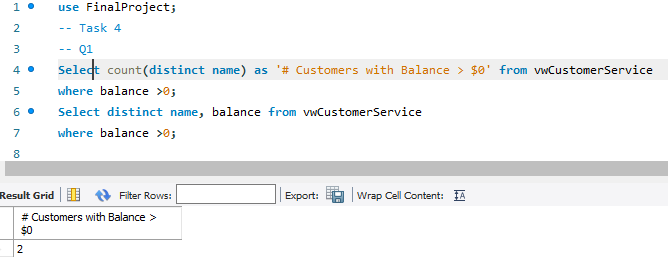 1 use FinalProject;
2 -- Task 4
3 -- Q1
4 Select count(distinct name) as '# Customers with Balance > $0' from vwCustomerService
5 where balance >0;
6 Select distinct name, balance from vwCustomerService
7 where balance >0;
8
Result Grid Filter Rows: Export: Wrap Cell Content: IA
# Customers with Balance >
$0
2